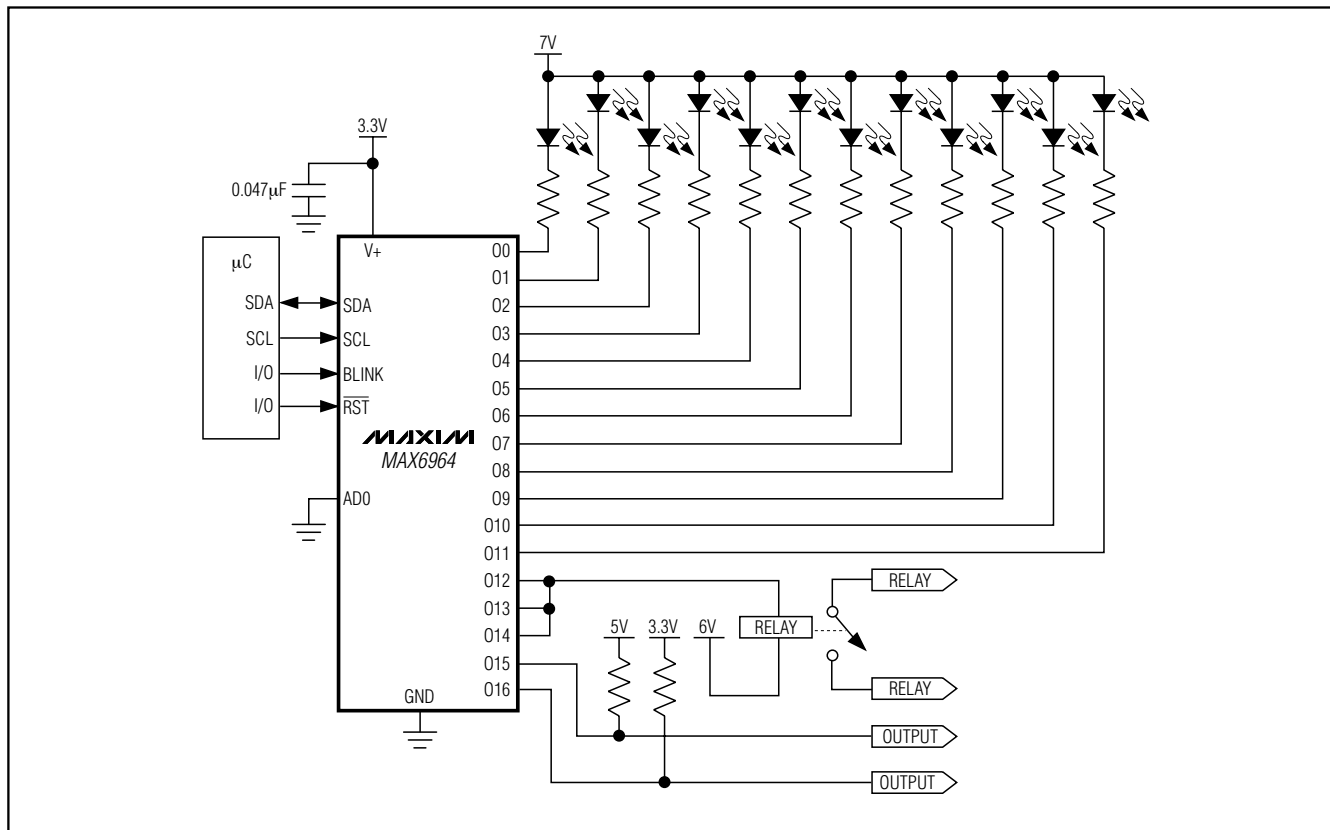 7V
3.3V
0.047μF
μC
SDA
SCL
I/O
I/O
V+
SDA
SCL
BLINK
RST
AD0
GND
MAXIM
MAX6964
O0
O1
O2
O3
O4
O5
O6
O7
O8
O9
O10
O11
O12
O13
O14
O15
O16
5V
3.3V
6V
RELAY
RELAY
RELAY
OUTPUT
OUTPUT